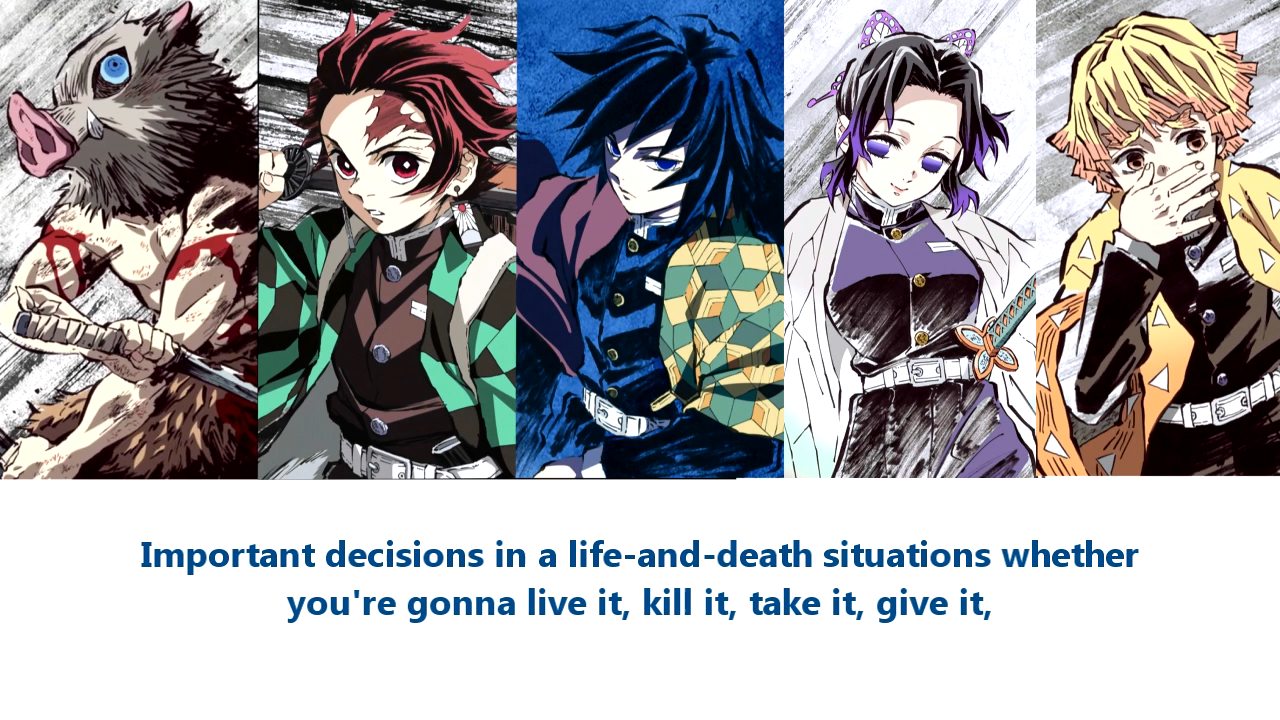 Important decisions in a life-and-death situations whether
you're gonna live it, kill it, take it, give it,